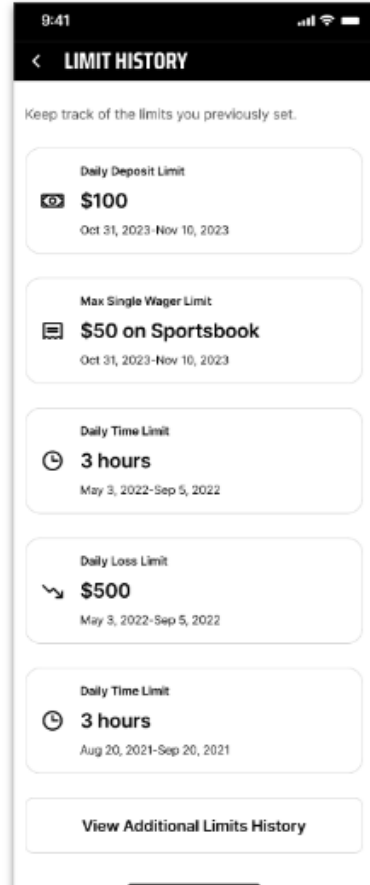 9:41
LIMIT HISTORY
Keep track of the limits you previously set.
Daily Deposit Limit
$100
Oct 31, 2023-Nov 10, 2023
Max Single Wager Limit
$50 on Sportsbook
Oct 31, 2023-Nov 10, 2023
Daily Time Limit
3 hours
May 3, 2022-Sep 5, 2022
Daily Loss Limit
$500
May 3, 2022-Sep 5, 2022
Daily Time Limit
3 hours
Aug 20, 2021-Sep 20, 2021
View Additional Limits History